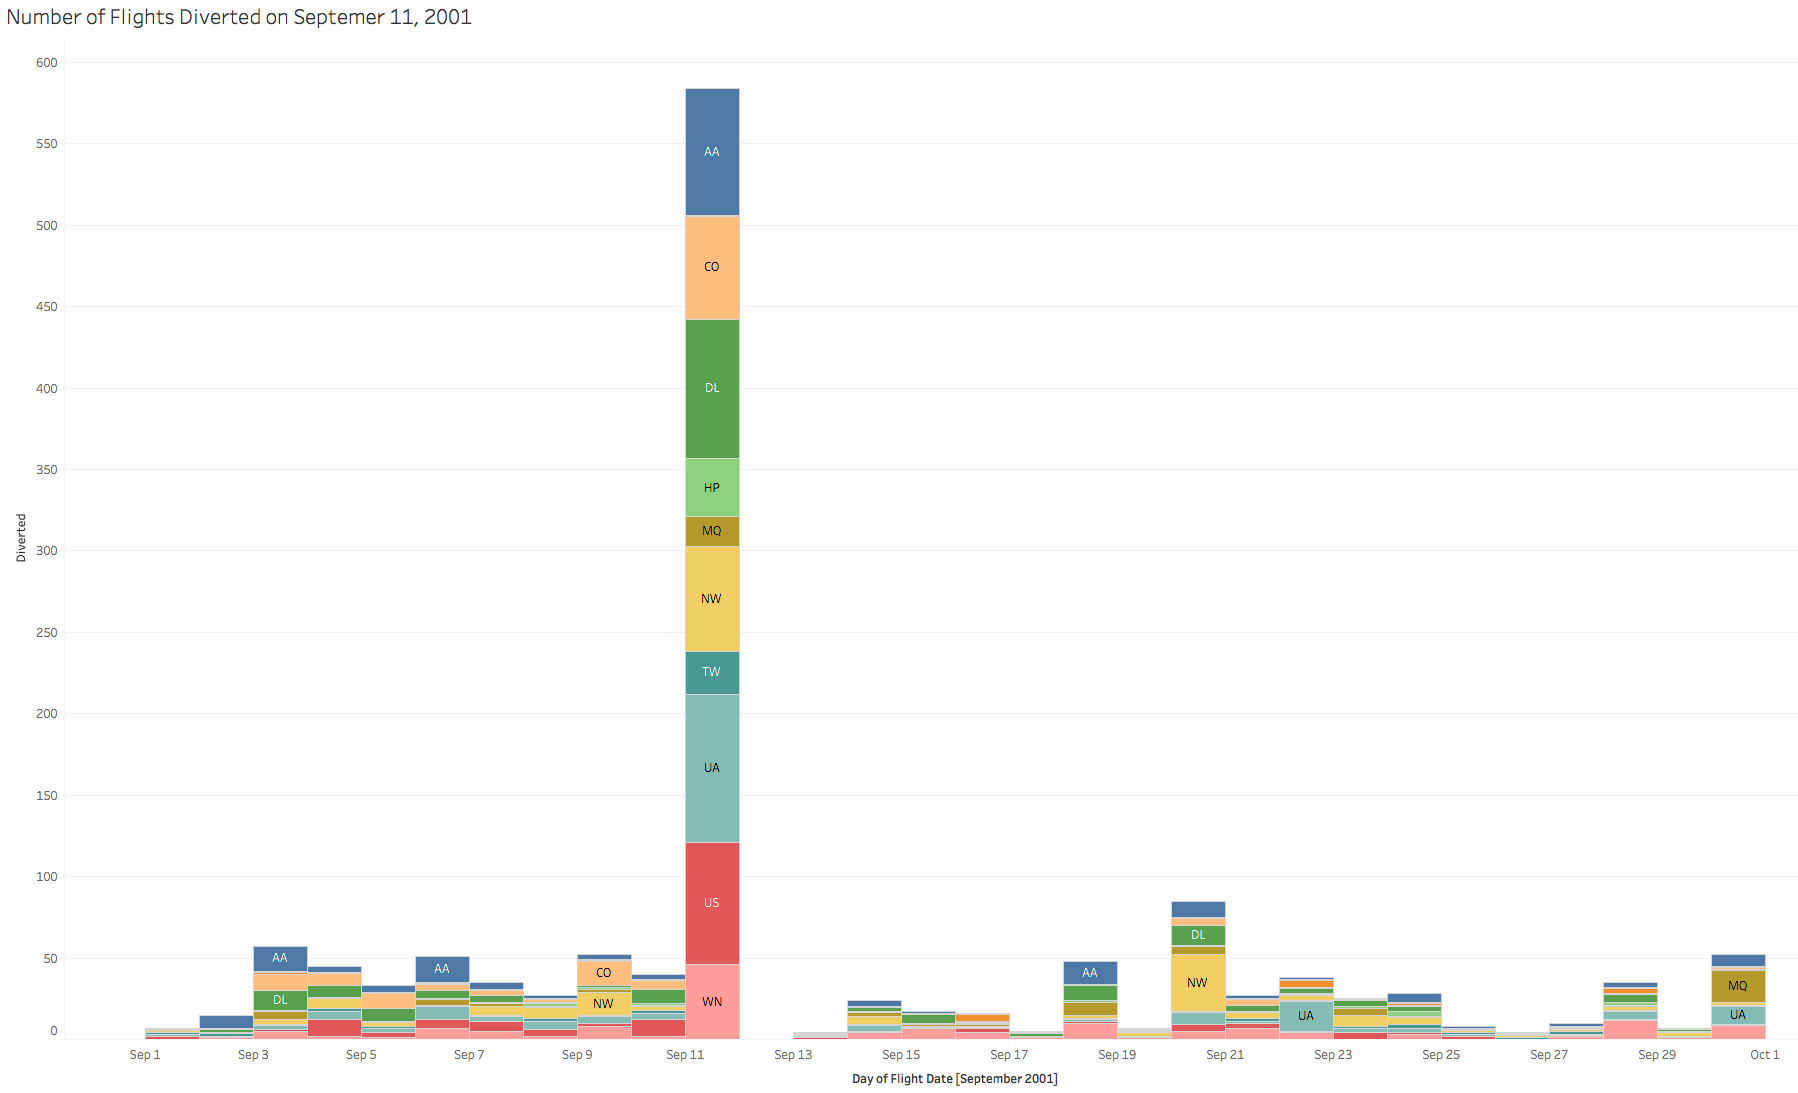 Number of Flights Diverted on Septemer 11, 2001
600
550
500
450
400
350
300
250
200
150
100
50
0
Diverted
AA
CO
DL
HP
MQ
NW
TW
UA
US
WN
AA
DL
AA
CO
NW
AA
DL
NW
UA
MQ
UA
Sep 1
Sep 3
Sep 5
Sep 7
Sep 9
Sep 11
Sep 13
Sep 15
Sep 17
Sep 19
Sep 21
Sep 23
Sep 25
Sep 27
Sep 29
Oct 1
Day of Flight Date [September 2001]